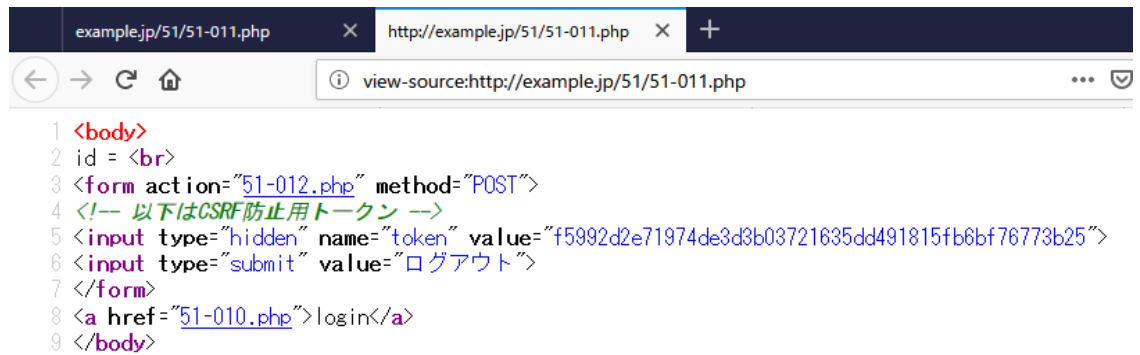 example.jp/51/51-011.php × http://example.jp/51/51-011.php × +
view-source:http://example.jp/51/51-011.php
1 <body>
2 id = <br>
3 <form action="51-012.php" method="POST">
4 <!-- 以下はCSRF防止用トークン -->
5 <input type="hidden" name="token" value="f5992d2e71974de3d3b03721635dd491815fb6bf76773b25">
6 <input type="submit" value="ログアウト">
7 </form>
8 <a href="51-010.php">login</a>
9 </body>